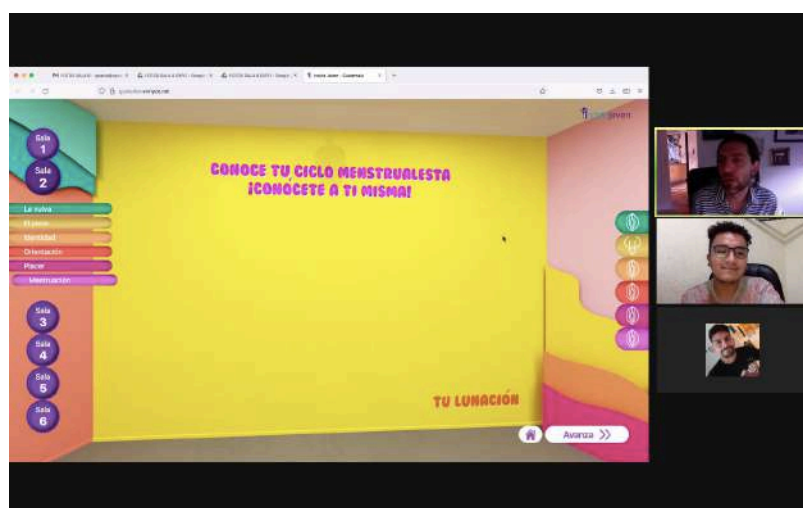 Sala
1
Sala
2
La vulva
El pene
Identidad
Orientación
Placer
Menstruación
Sala
3
Sala
4
Sala
5
Sala
6
CONOCE TU CICLO MENSTRUALESTA
¡CONÓCETE A TI MISMA!
TU LUNACIÓN
Avanza